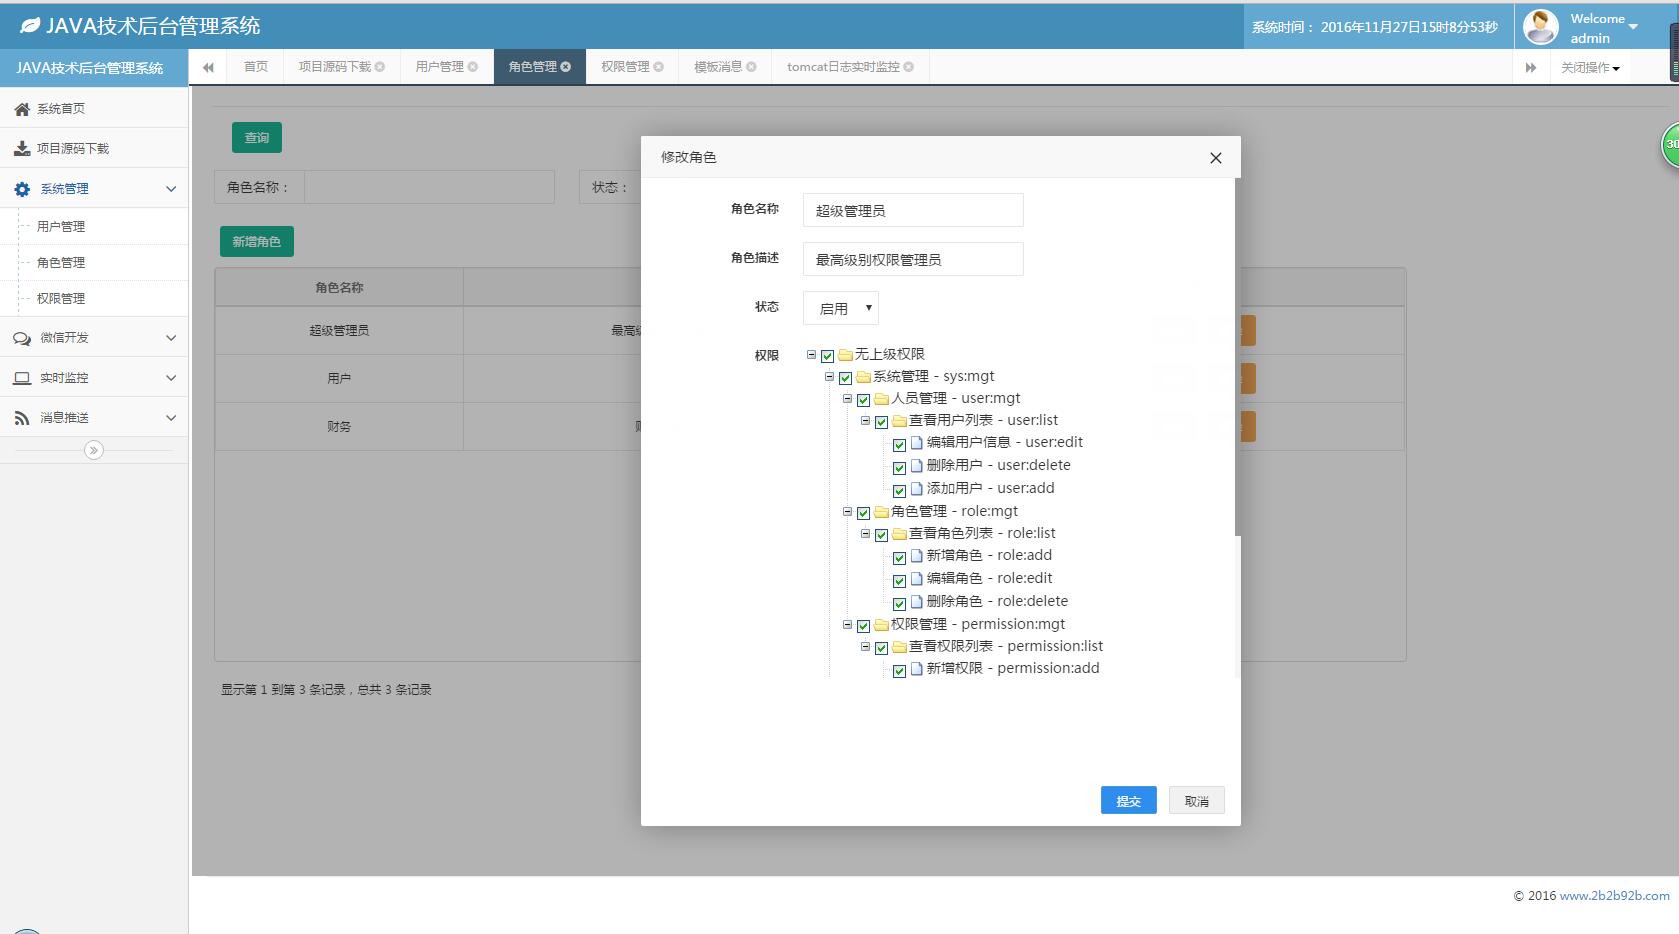 JAVA技术后台管理系统
系统时间： 2016年11月27日15时8分53秒
Welcome
admin
JAVA技术后台管理系统
首页 项目源码下载 用户管理 角色管理 权限管理 模板消息 tomcat日志实时监控 关闭操作
系统首页
项目源码下载
系统管理
用户管理
角色管理
权限管理
微信开发
实时监控
消息推送
查询
角色名称：
状态：
新增角色
角色名称
超级管理员
用户
财务
显示第 1 到第 3 条记录，总共 3 条记录
修改角色
角色名称 超级管理员
角色描述 最高级别权限管理员
状态 启用
权限 无上级权限
系统管理 - sys:mgt
人员管理 - user:mgt
查看用户列表 - user:list
编辑用户信息 - user:edit
删除用户 - user:delete
添加用户 - user:add
角色管理 - role:mgt
查看角色列表 - role:list
新增角色 - role:add
编辑角色 - role:edit
删除角色 - role:delete
权限管理 - permission:mgt
查看权限列表 - permission:list
新增权限 - permission:add
提交 取消
30
© 2016 www.2b2b92b.com